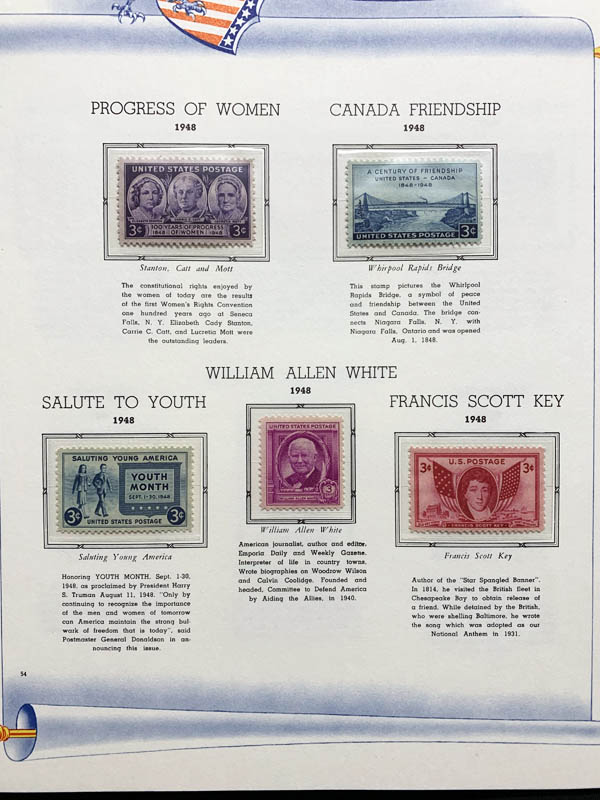 PROGRESS OF WOMEN
1948
UNITED STATES POSTAGE
3¢ 100 YEARS OF PROGRESS 3¢
1848 OF WOMEN 1948
Stanton, Catt and Mott
The constitutional rights enjoyed by
the women of today are the results
of the first Women's Rights Convention
one hundred years ago at Seneca
Falls, N. Y. Elizabeth Cady Stanton,
Carrie C. Catt, and Lucretia Mott were
the outstanding leaders.
CANADA FRIENDSHIP
1948
A CENTURY OF FRIENDSHIP
UNITED STATES - CANADA
1848-1948
UNITED STATES POSTAGE 3¢
Whirpool Rapids Bridge
This stamp pictures the Whirlpool
Rapids Bridge, a symbol of peace
and friendship between the United
States and Canada. The bridge con-
nects Niagara Falls, N. Y. with
Niagara Falls, Ontario and was opened
Aug. 1, 1848.
SALUTE TO YOUTH
1948
SALUTING YOUNG AMERICA
YOUTH
MONTH
SEPT. 1-30, 1948
3¢ 3¢
UNITED STATES POSTAGE
Saluting Young America
Honoring YOUTH MONTH, Sept. 1-30,
1948, as proclaimed by President Harry
S. Truman August 11, 1948. "Only by
continuing to recognize the importance
of the men and women of tomorrow
can America maintain the strong bul-
wark of freedom that is today", said
Postmaster General Donaldson in an-
nouncing this issue.
WILLIAM ALLEN WHITE
1948
UNITED STATES POSTAGE
3¢
WILLIAM ALLEN WHITE
William Allen White
American journalist, author and editor,
Emporia Daily and Weekly Gazene.
Interpreter of life in country towns,
Wrote biographies on Woodrow Wilson
and Calvin Coolidge. Founded and
headed, Committee to Defend America
by Aiding the Allies, in 1940.
FRANCIS SCOTT KEY
1948
3¢ U.S. POSTAGE 3¢
FRANCIS SCOTT KEY
Francis Scott Key
Author of the "Star Spangled Banner".
In 1814, he visited the British fleet in
Chesapeake Bay to obtain release of
a friend. While detained by the British,
who were shelling Baltimore, he wrote
the song which was adopted as our
National Anthem in 1931.
54